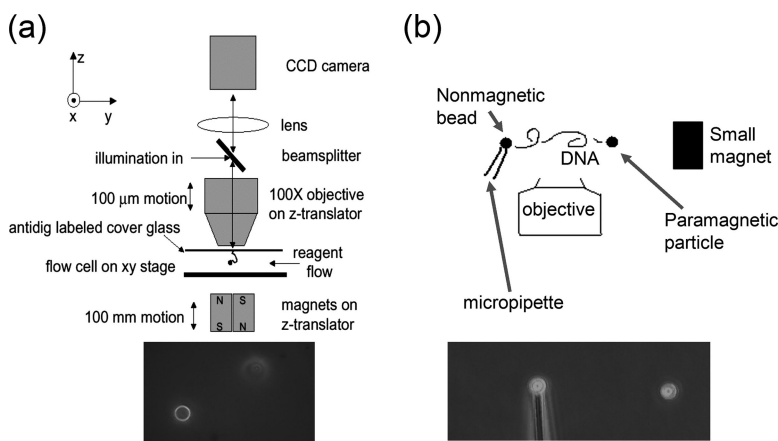 (a)
z
x
y
CCD camera
lens
illumination in
beamsplitter
100 μm motion
100X objective
on z-translator
antidig labeled cover glass
flow cell on xy stage
reagent
flow
N S
S N
100 mm motion
magnets on
z-translator
(b)
Nonmagnetic
bead
DNA
Small
magnet
objective
Paramagnetic
particle
micropipette